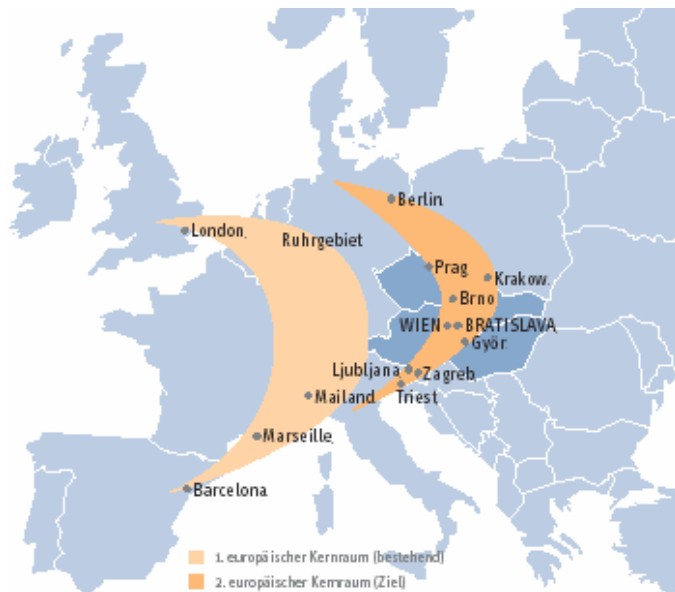 Berlin
London
Ruhrgebiet
Prag
Krakow
Brno
WIEN
BRATISLAVA
Györ
Ljubljana
Zagreb
Triest
Mailand
Marseille
Barcelona
1. europäischer Kernraum (bestehend)
2. europäischer Kernraum (Ziel)